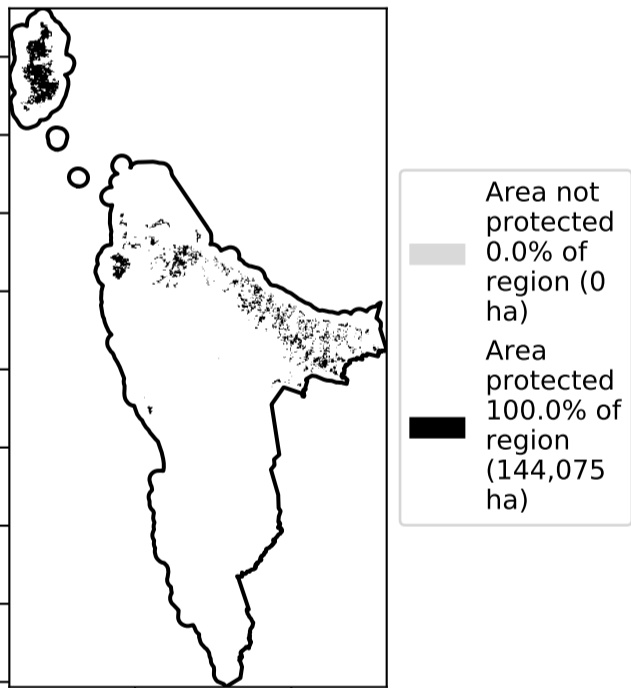 Area not
protected
0.0% of
region (0
ha)
Area
protected
100.0% of
region
(144,075
ha)